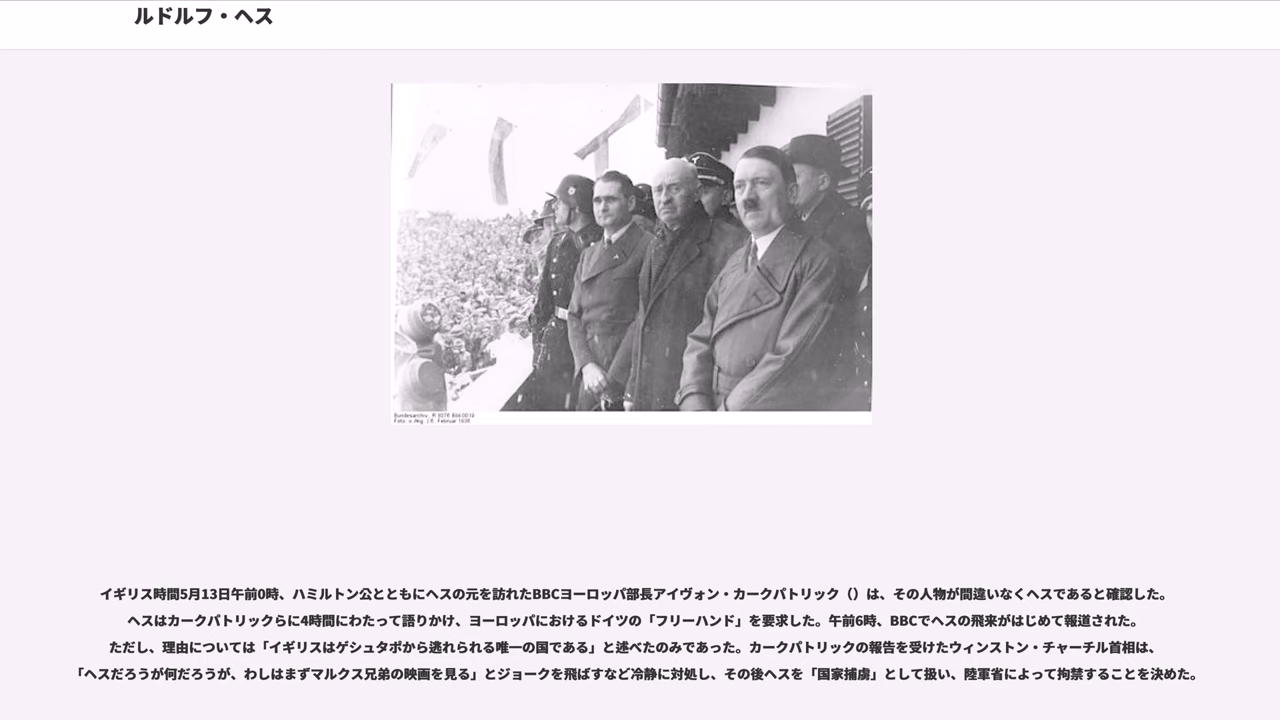 ルドルフ・ヘス
Bundesarchiv, R 8076 Bild-0019
Foto: v.Ang. | 6. Februar 1936
イギリス時間5月13日午前0時、ハミルトン公とともにヘスの元を訪れたBBCヨーロッパ部長アイヴォン・カークパトリック（）は、その人物が間違いなくヘスであると確認した。
ヘスはカークパトリックらに4時間にわたって語りかけ、ヨーロッパにおけるドイツの「フリーハンド」を要求した。午前6時、BBCでヘスの飛来がはじめて報道された。
ただし、理由については「イギリスはゲシュタポから逃れられる唯一の国である」と述べたのみであった。カークパトリックの報告を受けたウィンストン・チャーチル首相は、
「ヘスだろうが何だろうが、わしはまずマルクス兄弟の映画を見る」とジョークを飛ばすなど冷静に対処し、その後ヘスを「国家捕虜」として扱い、陸軍省によって拘禁することを決めた。